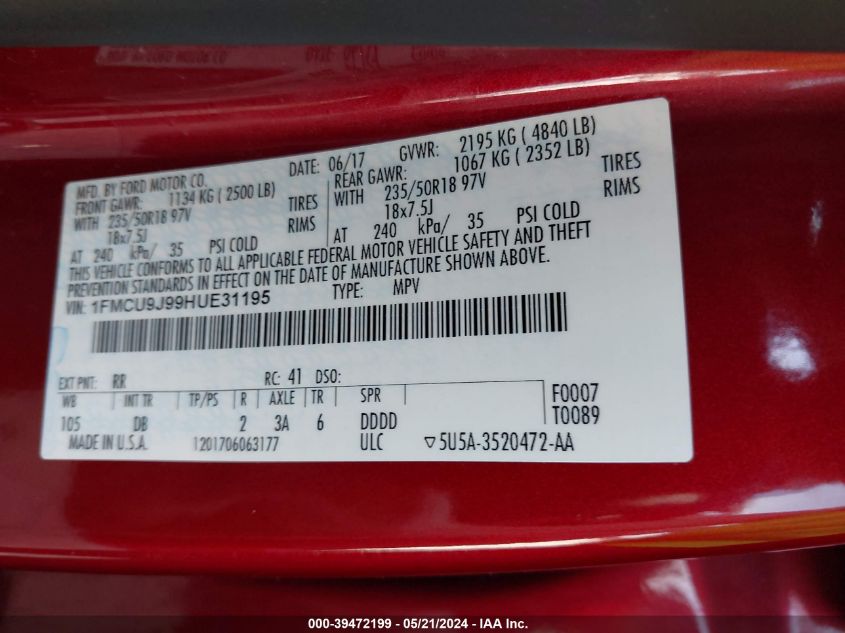 DATE: 06/17 GVWR: 2195 KG ( 4840 LB)
MFD. BY FORD MOTOR CO.
FRONT GAWR: 1134 KG ( 2500 LB)
WITH 235/50R18 97V TIRES
18x7.5J RIMS
AT 240 kPa/ 35 PSI COLD
REAR GAWR: 1067 KG ( 2352 LB)
WITH 235/50R18 97V TIRES
18x7.5J RIMS
AT 240 kPa/ 35 PSI COLD
THIS VEHICLE CONFORMS TO ALL APPLICABLE FEDERAL MOTOR VEHICLE SAFETY AND THEFT
PREVENTION STANDARDS IN EFFECT ON THE DATE OF MANUFACTURE SHOWN ABOVE.
VIN: 1FMCU9J99HUE31195 TYPE: MPV
EXT PNT: RR RC: 41 DSO:
WB INT TR TP/PS R AXLE TR SPR
105 DB 2 3A 6 DDDD
F0007
T0089
MADE IN U.S.A. 1201706063177 ULC ▽5U5A-3520472-AA
000-39472199 - 05/21/2024 - IAA Inc.